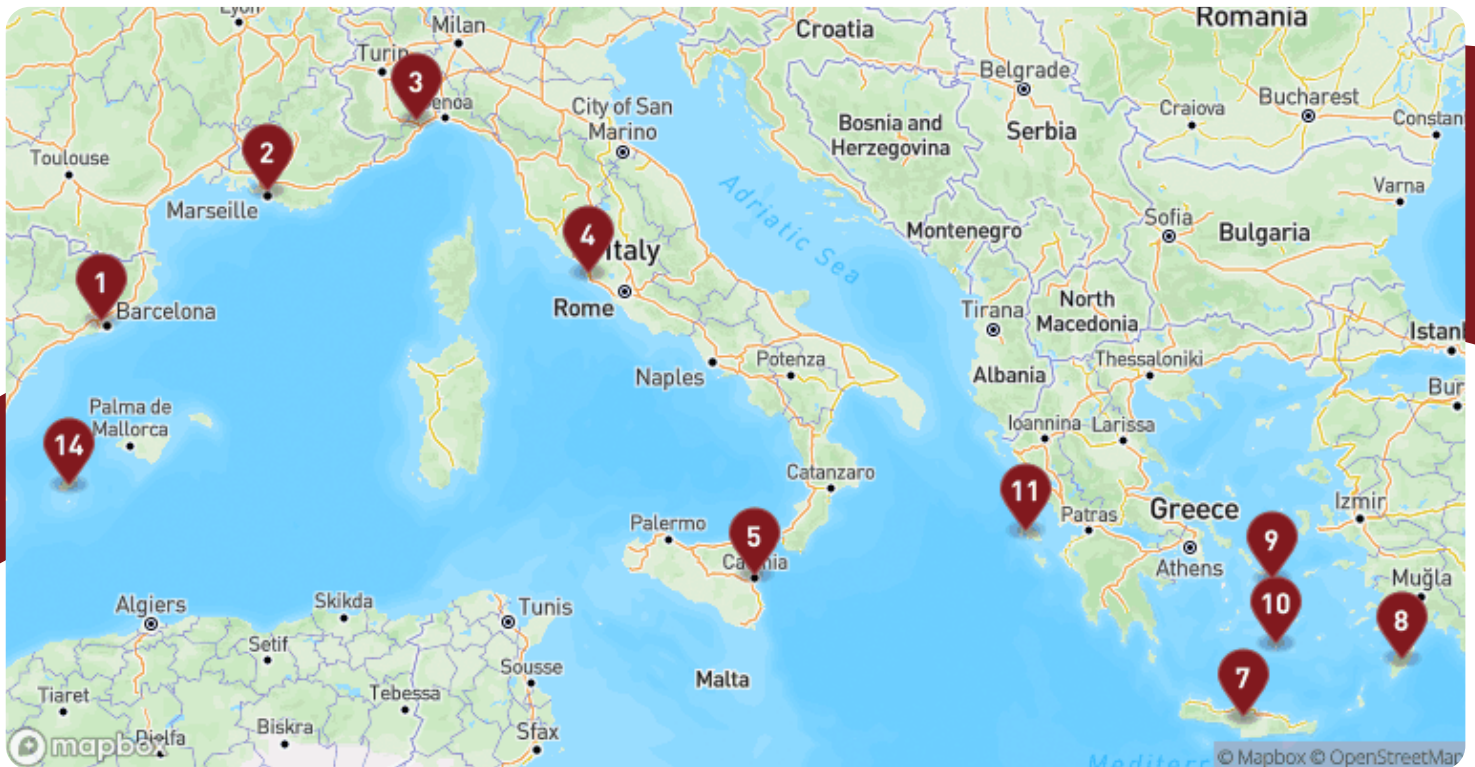 Lyon
Milan
Croatia
Romania
Turin
3
Genoa
City of San
Marino
Belgrade
Craiova
Bucharest
Constan
Bosnia and
Herzegovina
Serbia
Toulouse
2
Marseille
Adriatic Sea
Varna
Sofia
Bulgaria
Montenegro
4
Italy
Rome
1
Barcelona
Tirana
North
Macedonia
Istanl
Naples
Potenza
Albania
Thessaloniki
Bur
Palma de
Mallorca
14
Ioannina
Larissa
Catanzaro
11
Patras
Greece
Izmir
Palermo
5
Catania
9
Athens
Muğla
Algiers
Skikda
Tunis
10
8
Setif
Sousse
Malta
7
Tiaret
Tebessa
Biskra
Sfax
Djelfa
mapbox
Mediterr
© Mapbox © OpenStreetMap